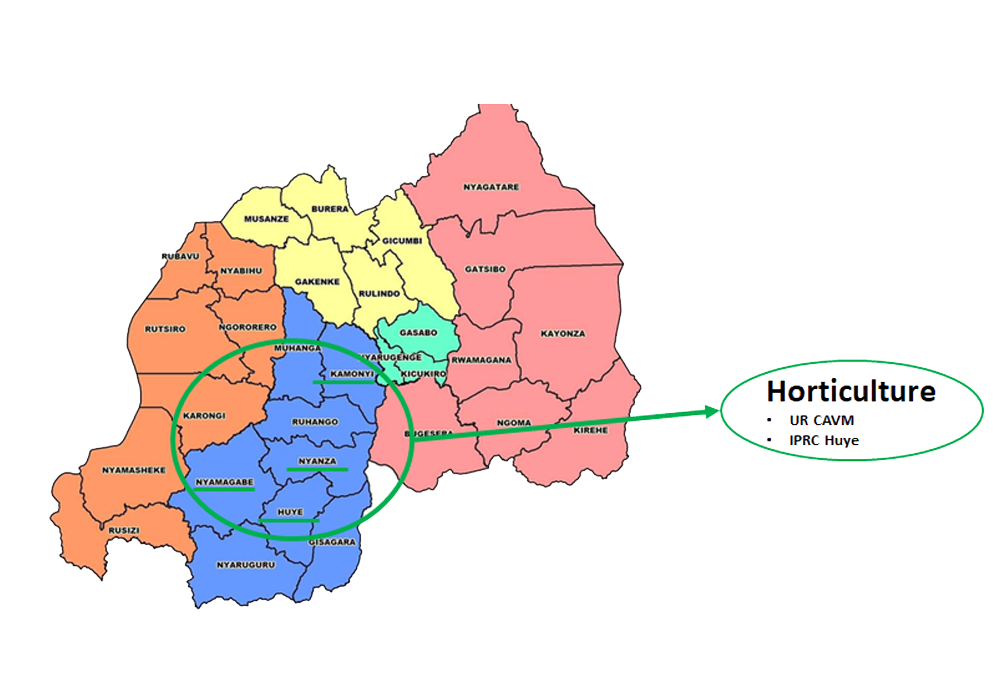 NYAGATARE
BURERA
MUSANZE
GICUMBI
RUBAVU
NYABIHU
GATSIBO
GAKENKE
RULINDO
RUTSIRO
NGORORERO
GASABO
KAYONZA
MUHANGA
NYARUGENGE
RWAMAGANA
KAMONYI
KICUKIRO
Horticulture
• UR CAVM
• IPRC Huye
KARONGI
RUHANGO
NGOMA
BUGESERA
KIREHE
NYANZA
NYAMASHEKE
NYAMAGABE
HUYE
RUSIZI
GISAGARA
NYARUGURU